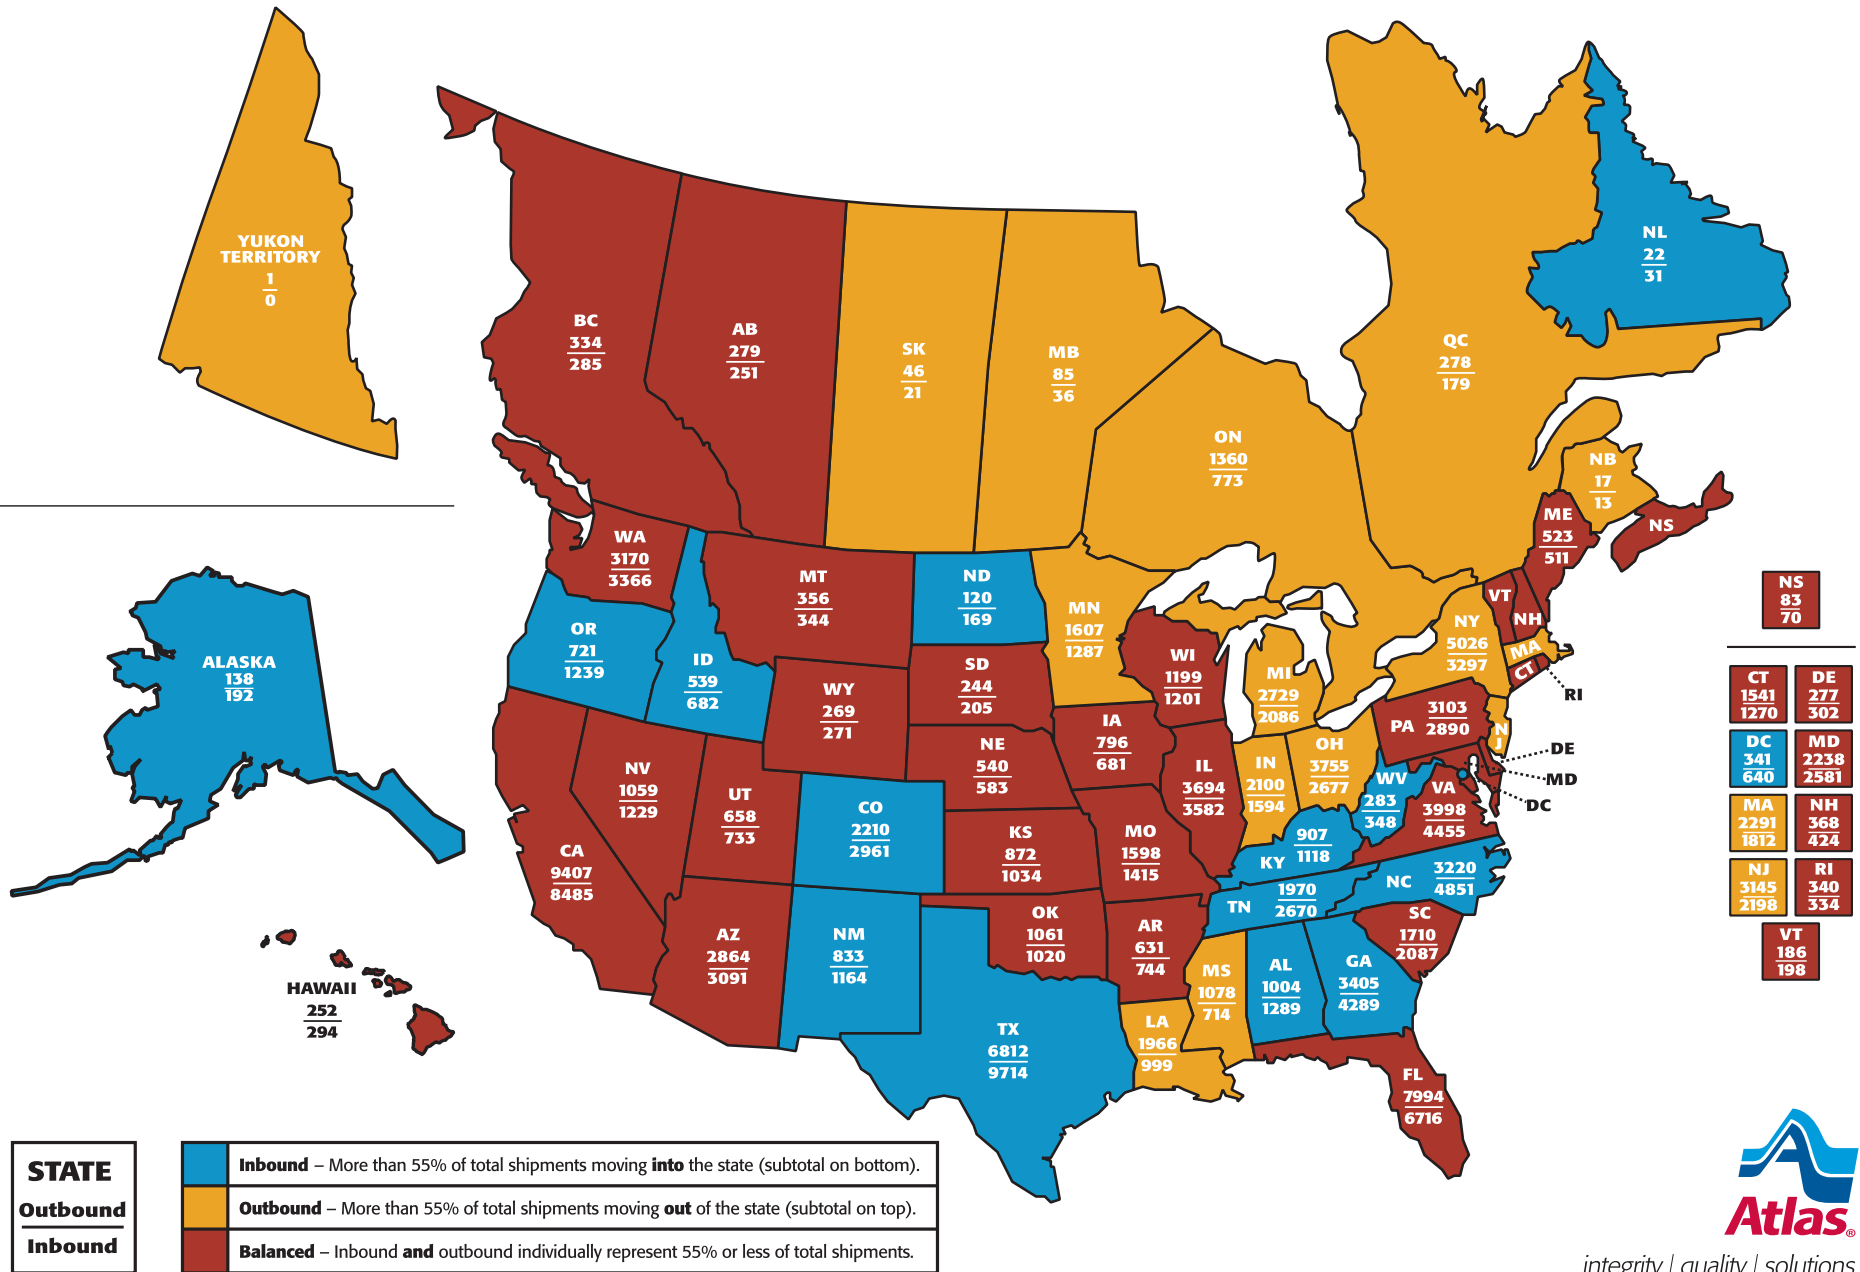 YUKON
TERRITORY
1
0
BC
334
285
AB
279
251
SK
46
21
MB
85
36
ON
1360
773
QC
278
179
NL
22
31
NB
17
13
NS
ME
523
511
NS
83
70
WA
3170
3366
MT
356
344
ND
120
169
MN
1607
1287
OR
721
1239
ID
539
682
WY
269
271
SD
244
205
WI
1199
1201
MI
2729
2086
NY
5026
3297
VT
NH
MA
CT
RI
ALASKA
138
192
NV
1059
1229
UT
658
733
CO
2210
2961
NE
540
583
IA
796
681
IL
3694
3582
IN
2100
1594
OH
3755
2677
PA
3103
2890
N
J
DE
MD
DC
WV
283
348
VA
3998
4455
CA
9407
8485
KS
872
1034
MO
1598
1415
KY
907
1118
TN
1970
2670
NC
3220
4851
SC
1710
2087
AZ
2864
3091
NM
833
1164
OK
1061
1020
AR
631
744
MS
1078
714
AL
1004
1289
GA
3405
4289
LA
1966
999
TX
6812
9714
FL
7994
6716
HAWAII
252
294
CT
1541
1270
DE
277
302
DC
341
640
MD
2238
2581
MA
2291
1812
NH
368
424
NJ
3145
2198
RI
340
334
VT
186
198
STATE
Outbound
Inbound
Inbound – More than 55% of total shipments moving into the state (subtotal on bottom).
Outbound – More than 55% of total shipments moving out of the state (subtotal on top).
Balanced – Inbound and outbound individually represent 55% or less of total shipments.
Atlas®
integrity | quality | solutions